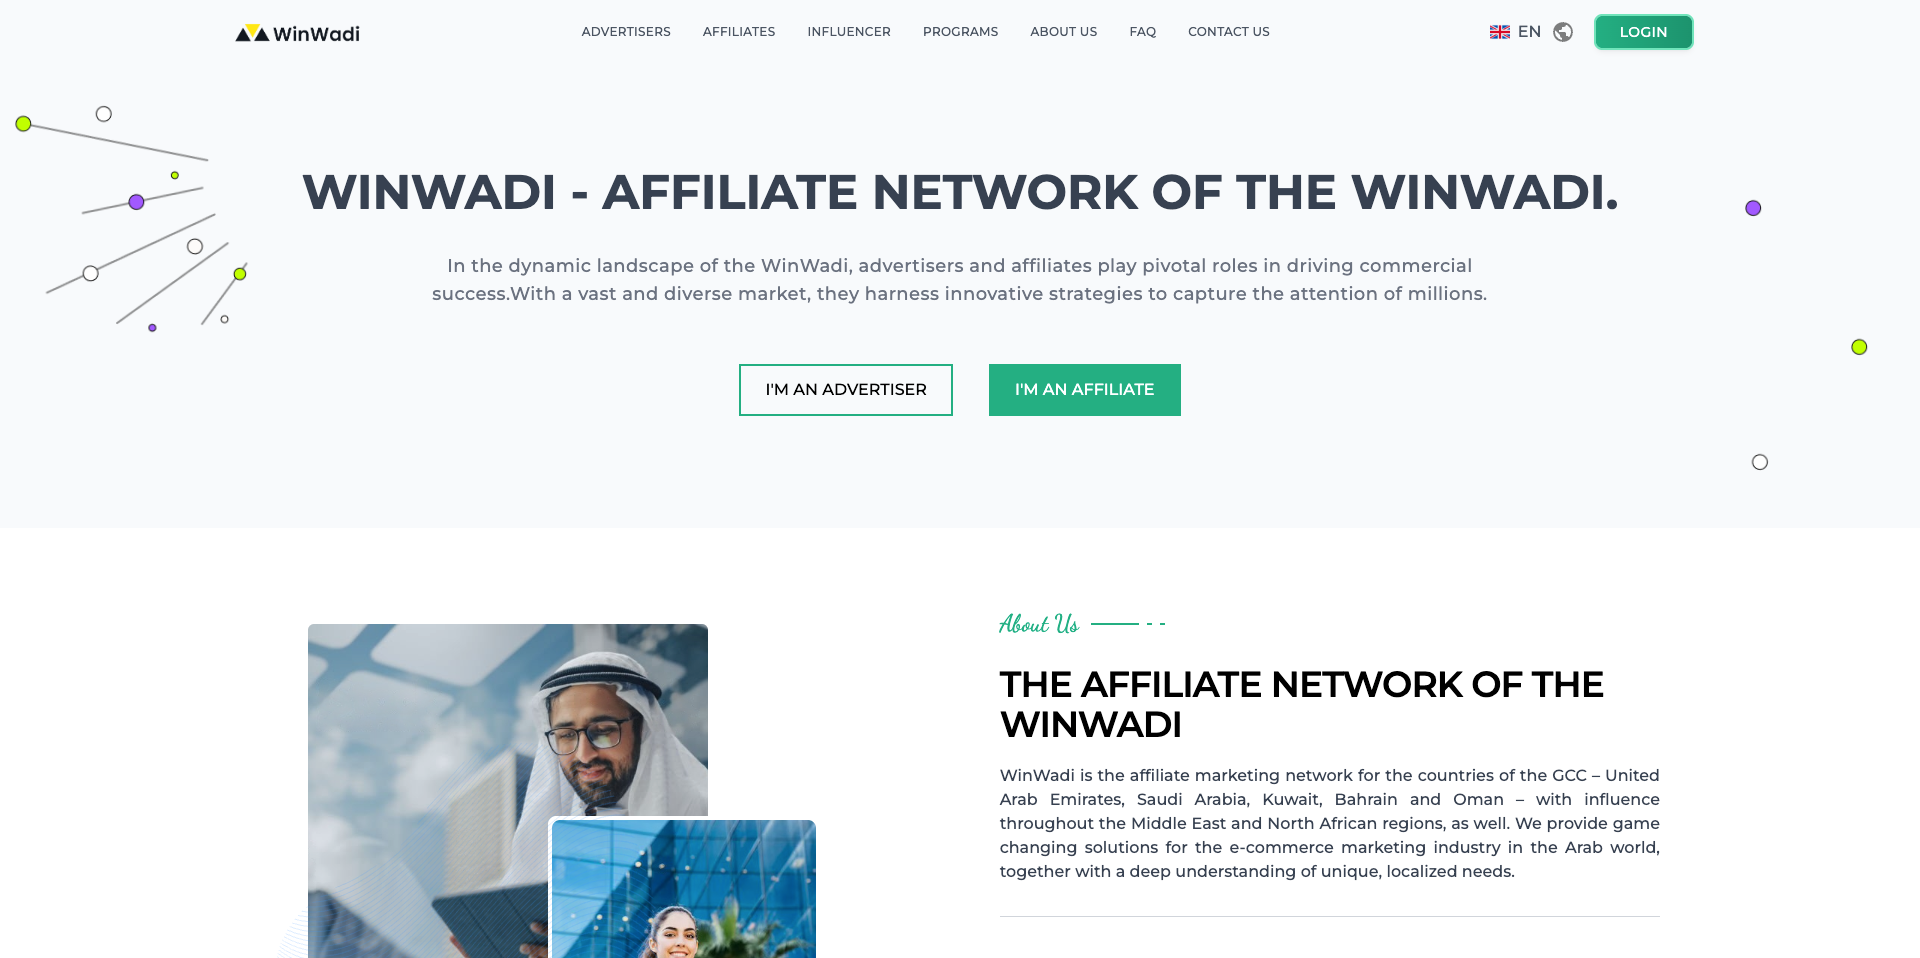 WinWadi
ADVERTISERS
AFFILIATES
INFLUENCER
PROGRAMS
ABOUT US
FAQ
CONTACT US
EN
LOGIN
WINWADI - AFFILIATE NETWORK OF THE WINWADI.
In the dynamic landscape of the WinWadi, advertisers and affiliates play pivotal roles in driving commercial
success.With a vast and diverse market, they harness innovative strategies to capture the attention of millions.
I'M AN ADVERTISER
I'M AN AFFILIATE
About Us
THE AFFILIATE NETWORK OF THE
WINWADI
WinWadi is the affiliate marketing network for the countries of the GCC – United
Arab Emirates, Saudi Arabia, Kuwait, Bahrain and Oman – with influence
throughout the Middle East and North African regions, as well. We provide game
changing solutions for the e-commerce marketing industry in the Arab world,
together with a deep understanding of unique, localized needs.